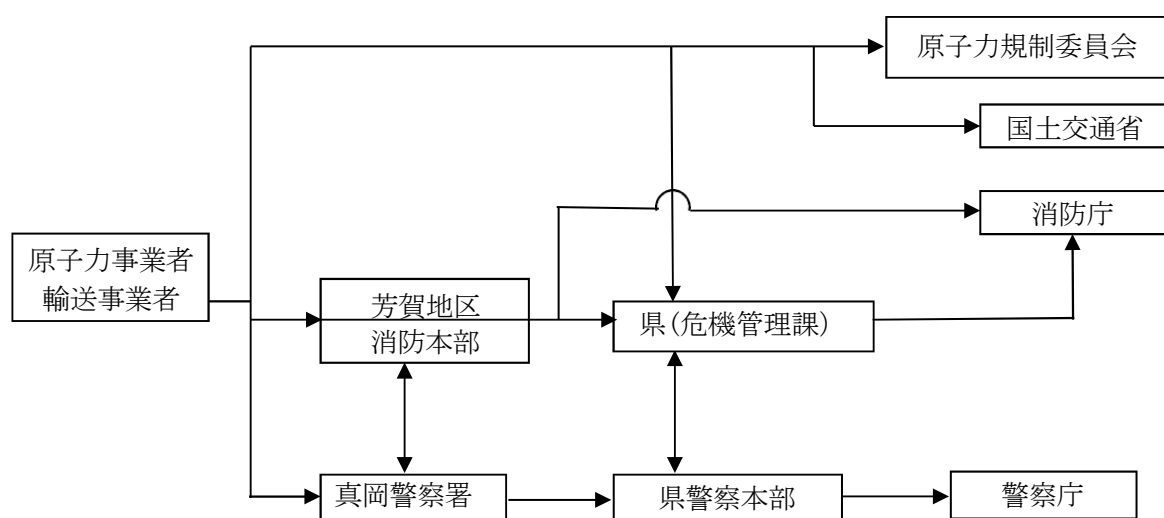 原子力規制委員会
国土交通省
消防庁
原子力事業者
輸送事業者
芳賀地区
消防本部
県(危機管理課)
真岡警察署
県警察本部
警察庁